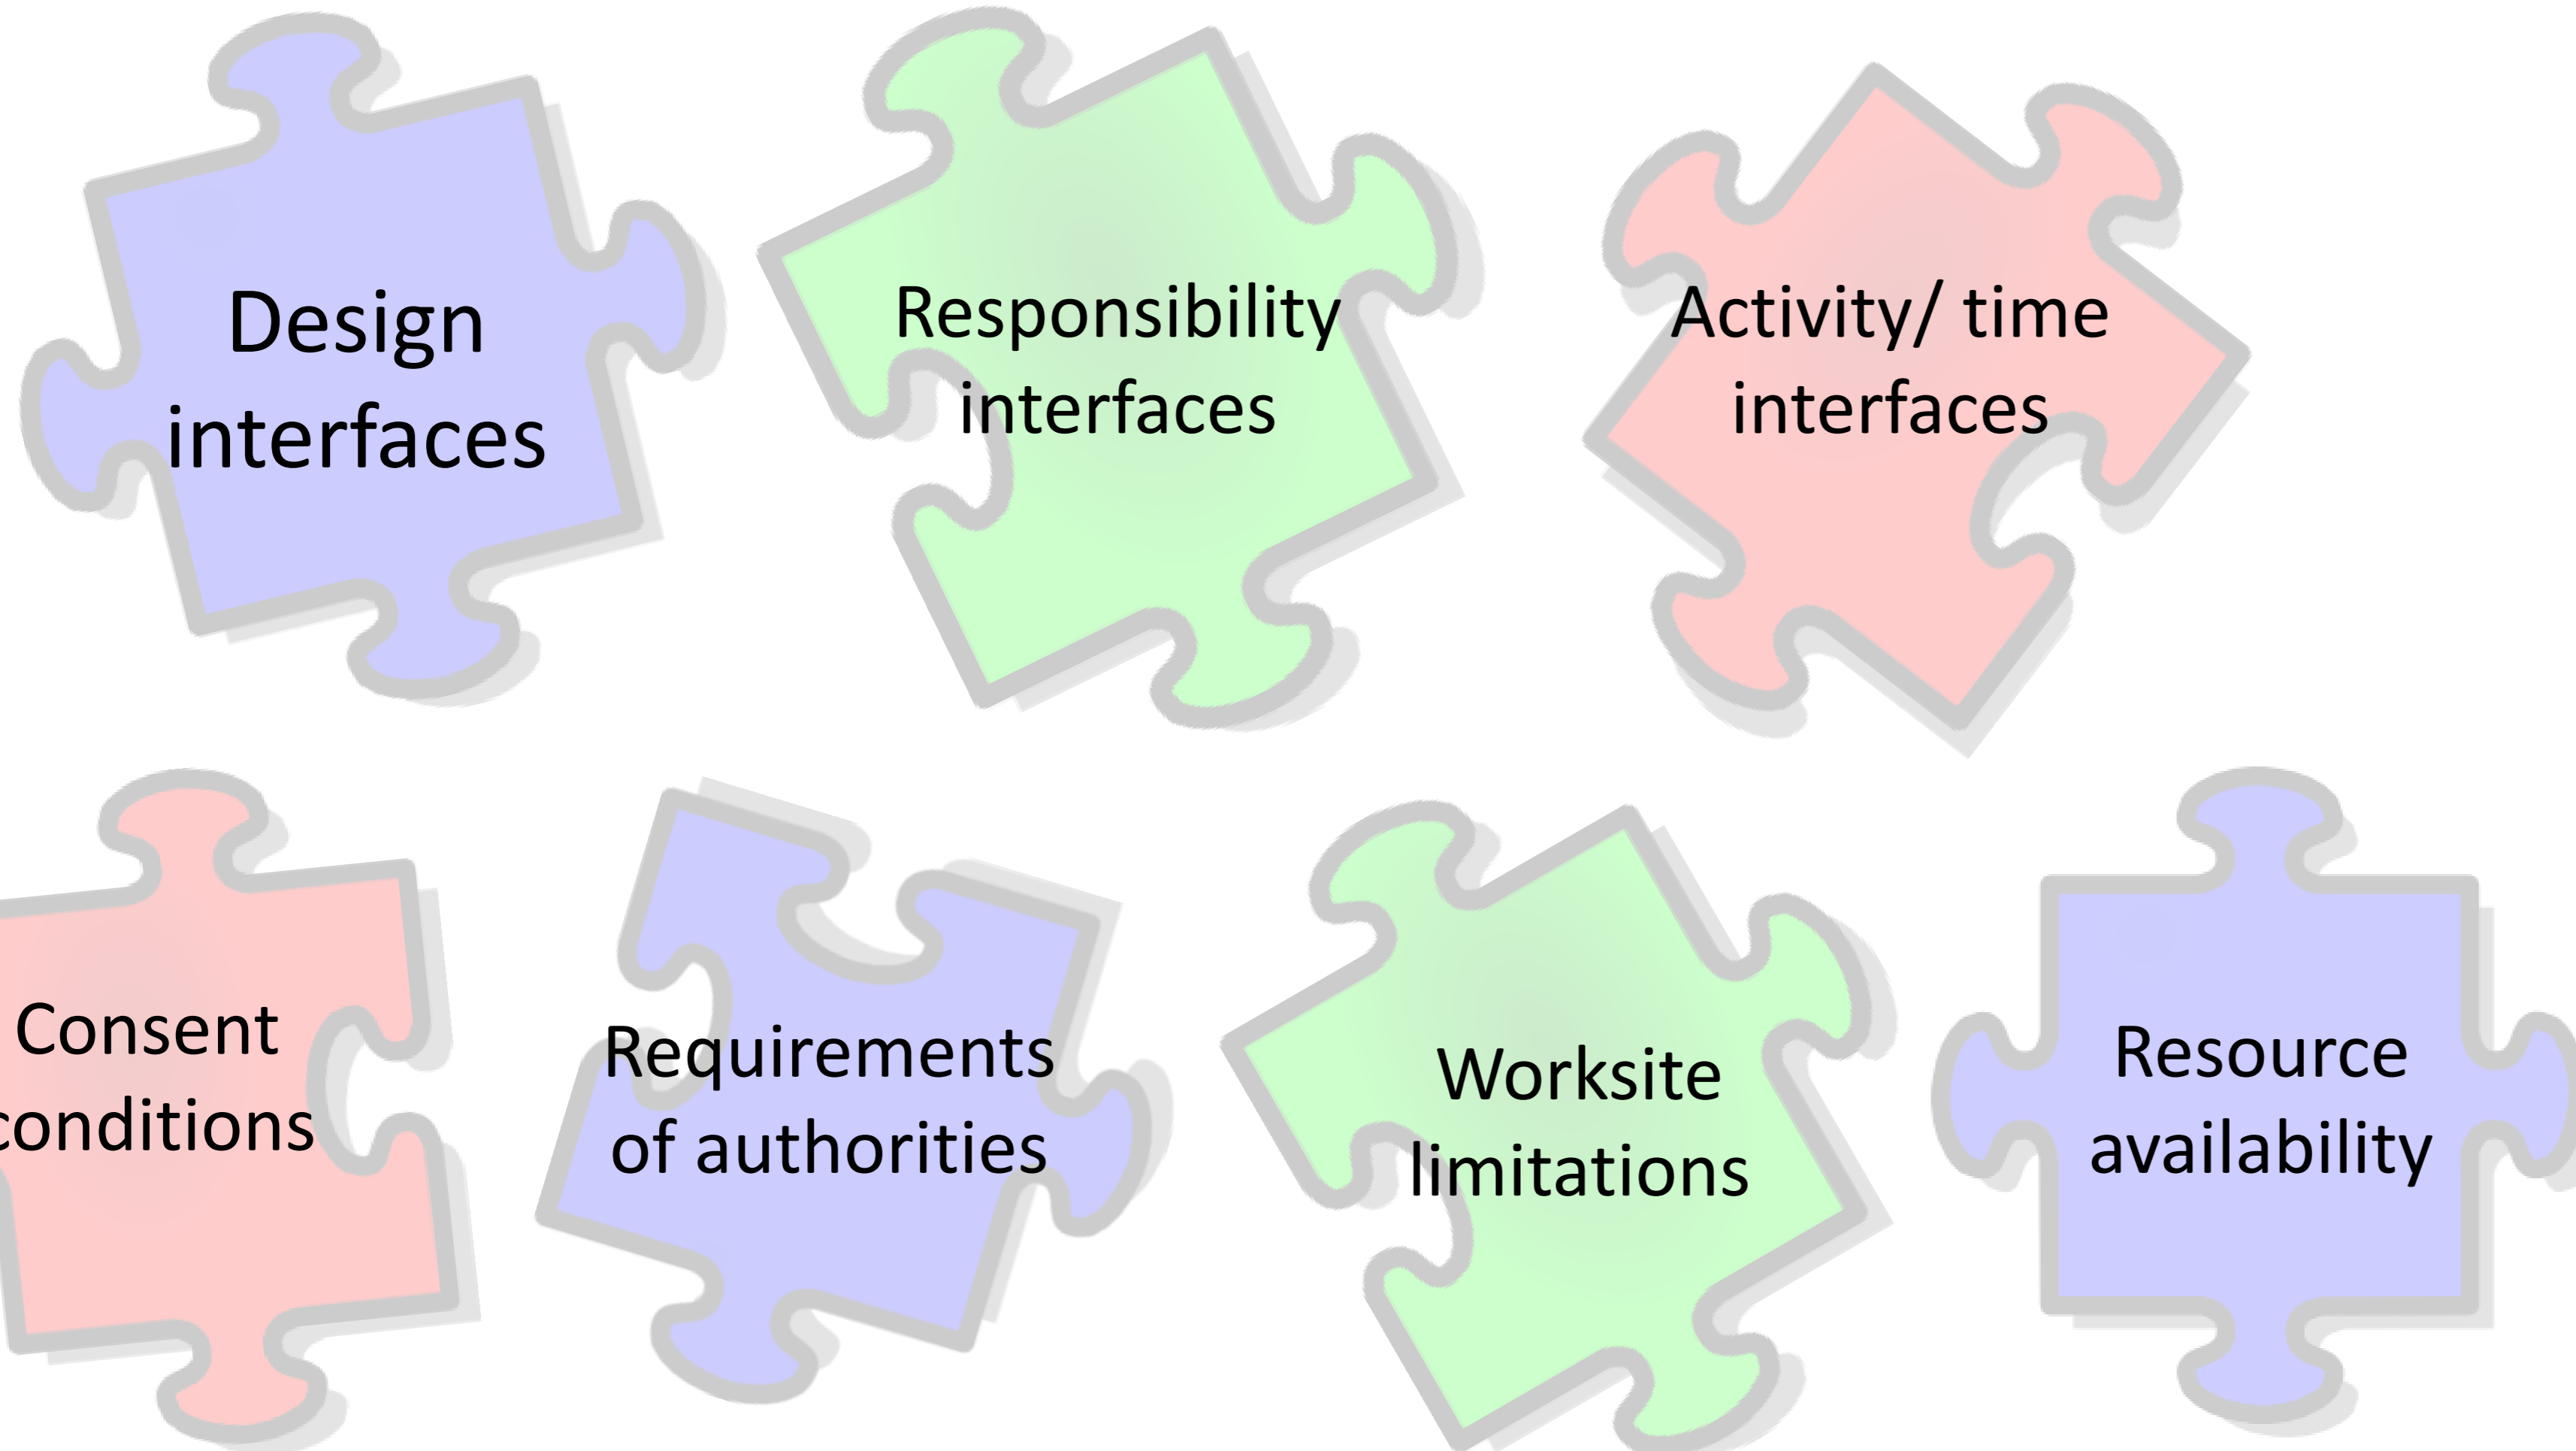 Design
interfaces
Responsibility
interfaces
Activity/ time
interfaces
Consent
conditions
Requirements
of authorities
Worksite
limitations
Resource
availability